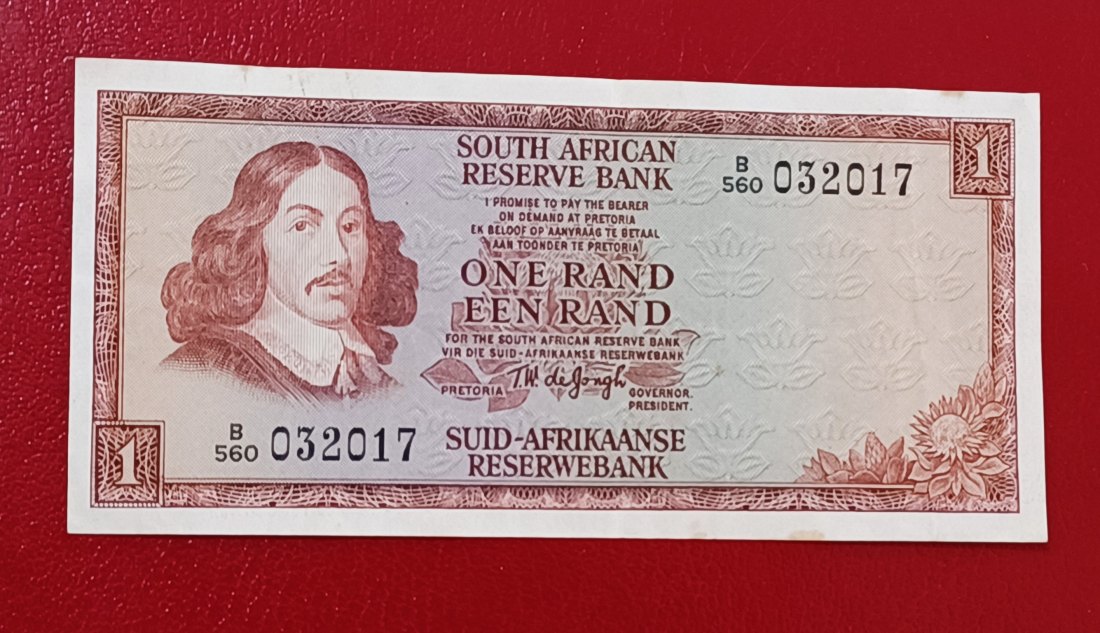 1
SOUTH AFRICAN
RESERVE BANK
B
560 032017
I PROMISE TO PAY THE BEARER
ON DEMAND AT PRETORIA
EK BELOOF OP AANVRAAG TE BETAAL
AAN TOONDER TE PRETORIA
ONE RAND
EEN RAND
FOR THE SOUTH AFRICAN RESERVE BANK
VIR DIE SUID-AFRIKAANSE RESERWEBANK
T.W. de Jongh
PRETORIA
GOVERNOR.
PRESIDENT.
B
560 032017
SUID-AFRIKAANSE
RESERWEBANK
1